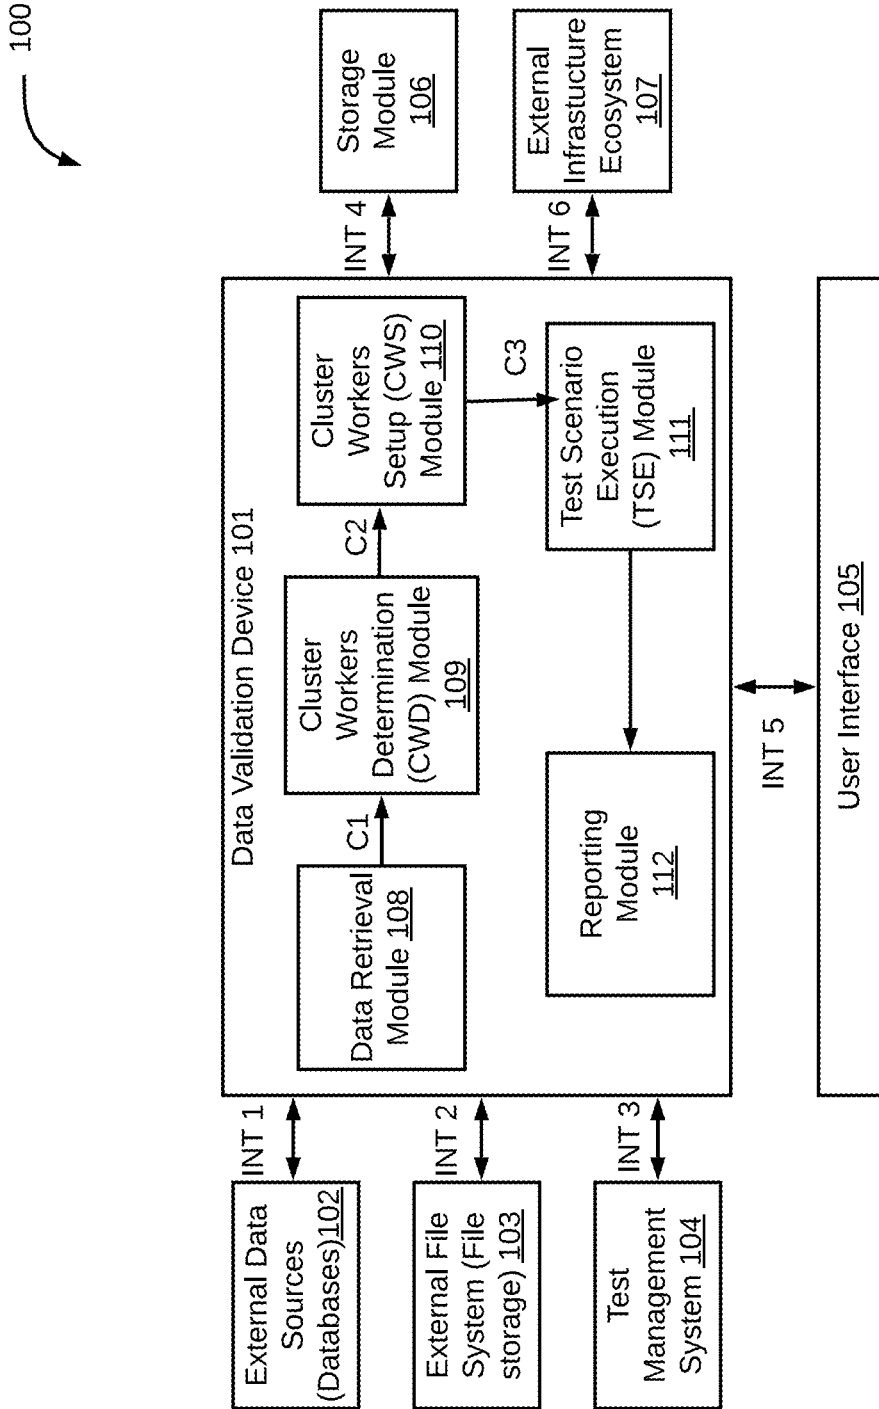 100
External Data
Sources
(Databases)102
External File
System (File
storage) 103
Test
Management
System 104
INT 1
INT 2
INT 3
Data Validation Device 101
Data Retrieval
Module 108
C1
Cluster
Workers
Determination
(CWD) Module
109
C2
Cluster
Workers
Setup (CWS)
Module 110
C3
Test Scenario
Execution
(TSE) Module
111
Reporting
Module
112
INT 4
INT 6
Storage
Module
106
External
Infrastucture
Ecosystem
107
INT 5
User Interface 105